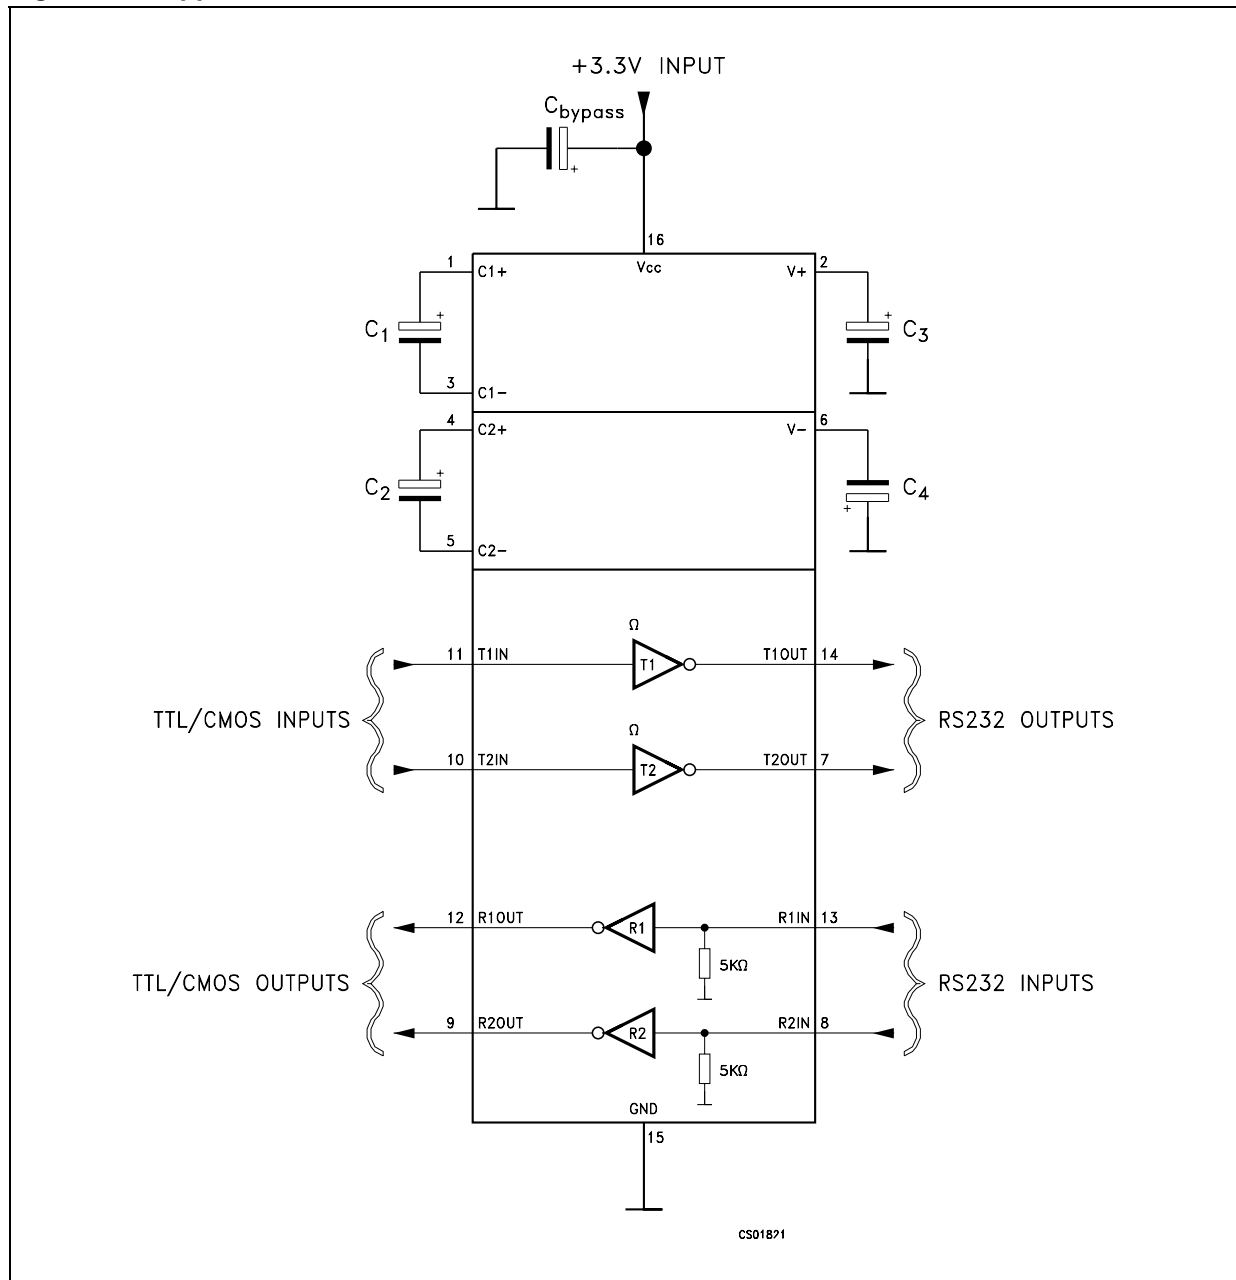 +3.3V INPUT
Cbypass
+
16
Vcc
1
C1+
V+
2
+
C1
+
C3
3
C1-
4
C2+
V-
6
+
C2
C4
+
5
C2-
Ω
11
T1IN
T1
T1OUT
14
TTL/CMOS INPUTS
RS232 OUTPUTS
Ω
10
T2IN
T2
T2OUT
7
12
R1OUT
R1
R1IN
13
5KΩ
TTL/CMOS OUTPUTS
RS232 INPUTS
9
R2OUT
R2
R2IN
8
5KΩ
GND
15
CS01821